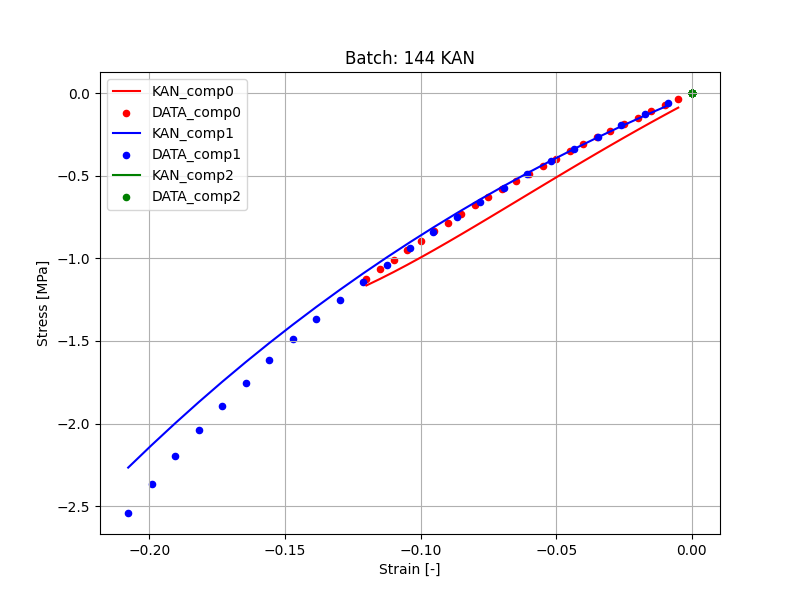 Batch: 144 KAN
KAN_comp0
DATA_comp0
KAN_comp1
DATA_comp1
KAN_comp2
DATA_comp2
0.0
−0.5
−1.0
−1.5
−2.0
−2.5
Stress [MPa]
−0.20
−0.15
−0.10
−0.05
0.00
Strain [-]